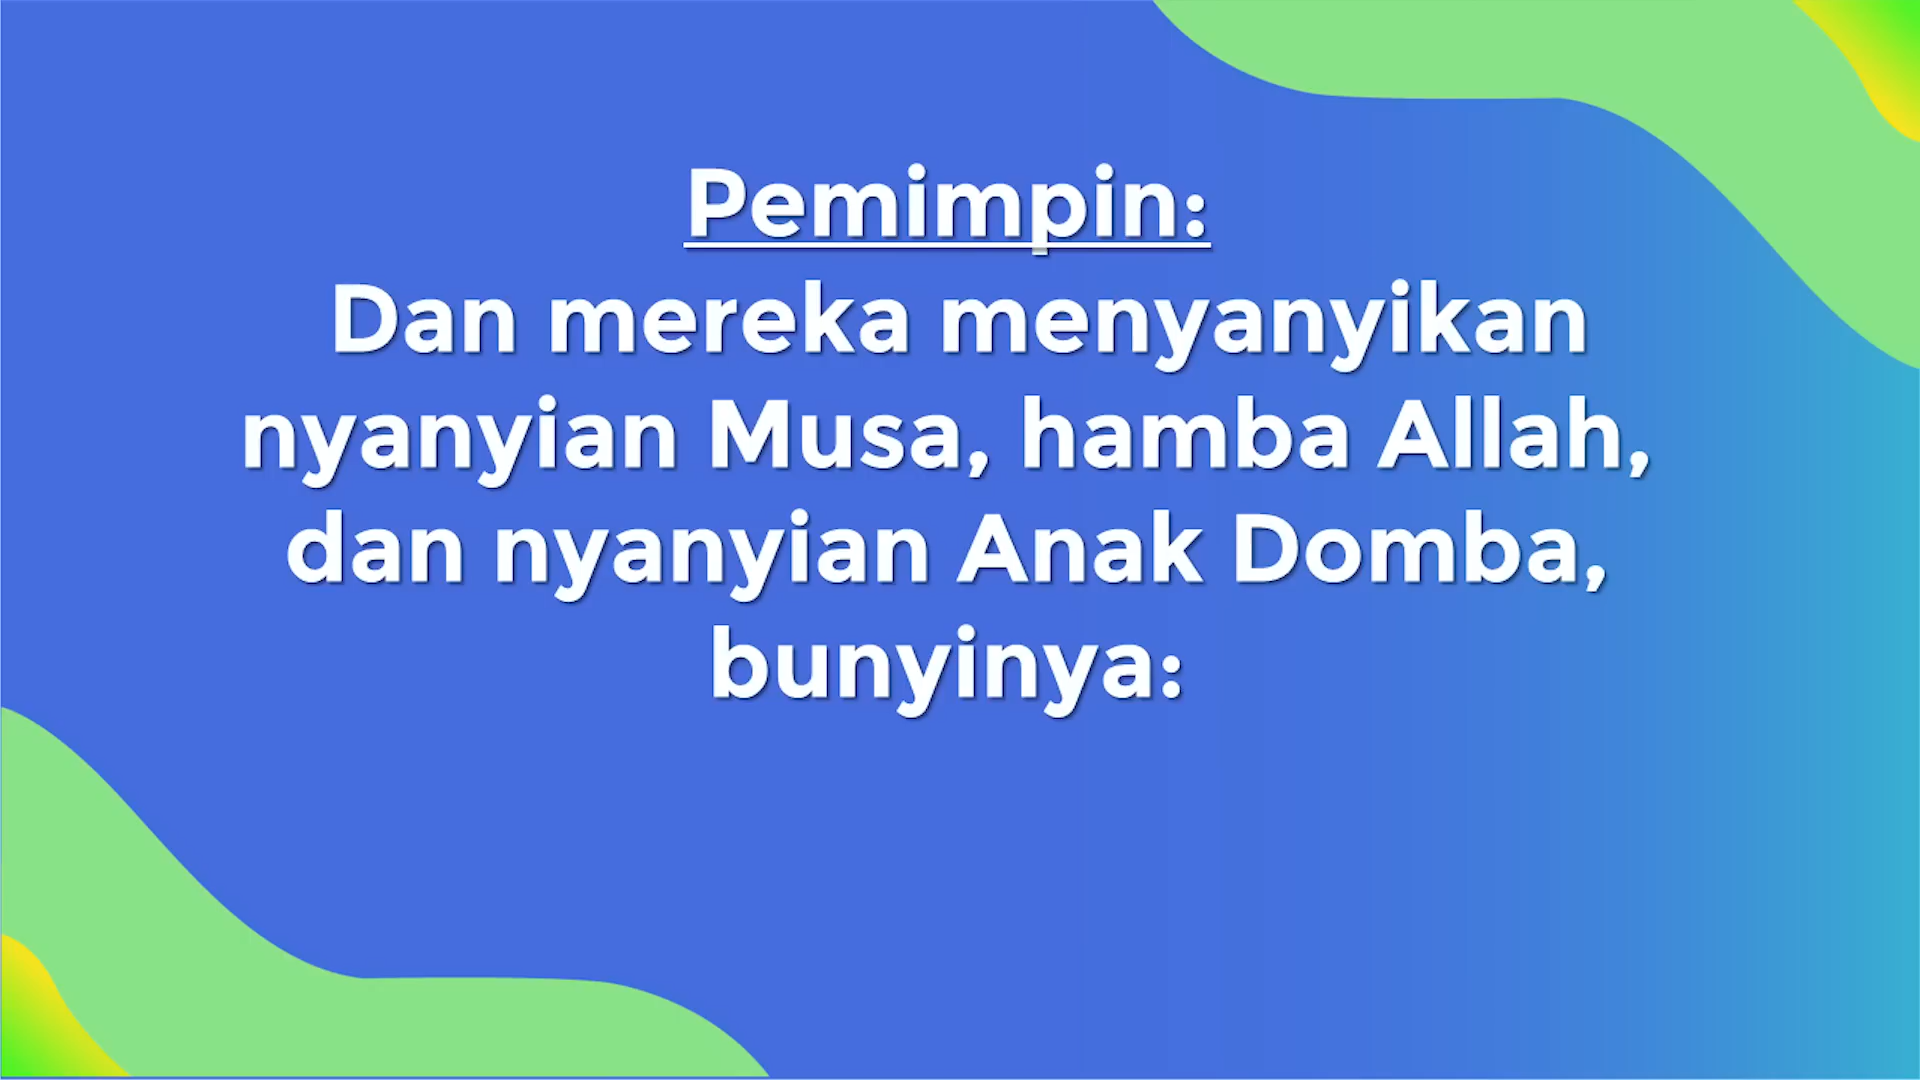 Pemimpin:
Dan mereka menyanyikan
nyanyian Musa, hamba Allah,
dan nyanyian Anak Domba,
bunyinya: